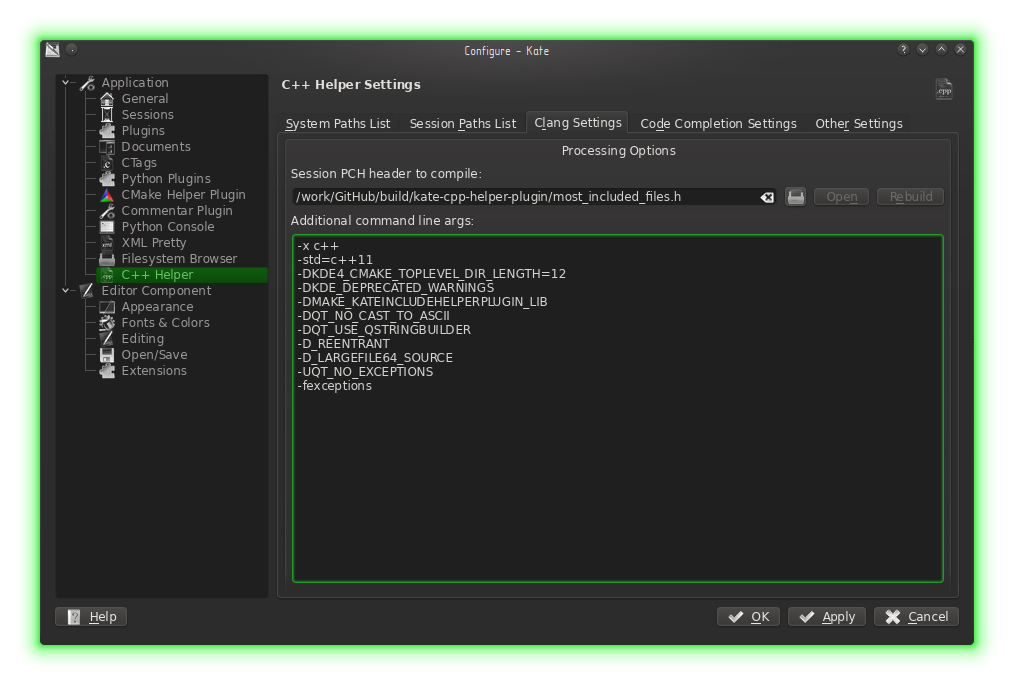 Configure – Kate
Application
General
Sessions
Plugins
Documents
CTags
Python Plugins
CMake Helper Plugin
Commentar Plugin
Python Console
XML Pretty
Filesystem Browser
C++ Helper
Editor Component
Appearance
Fonts & Colors
Editing
Open/Save
Extensions
C++ Helper Settings
System Paths List Session Paths List Clang Settings Code Completion Settings Other Settings
Processing Options
Session PCH header to compile:
/work/GitHub/build/kate-cpp-helper-plugin/most_included_files.h Open Rebuild
Additional command line args:
-x c++
-std=c++11
-DKDE4_CMAKE_TOPLEVEL_DIR_LENGTH=12
-DKDE_DEPRECATED_WARNINGS
-DMAKE_KATEINCLUDEHELPERPLUGIN_LIB
-DQT_NO_CAST_TO_ASCII
-DQT_USE_QSTRINGBUILDER
-D_REENTRANT
-D_LARGEFILE64_SOURCE
-UQT_NO_EXCEPTIONS
-fexceptions
Help OK Apply Cancel